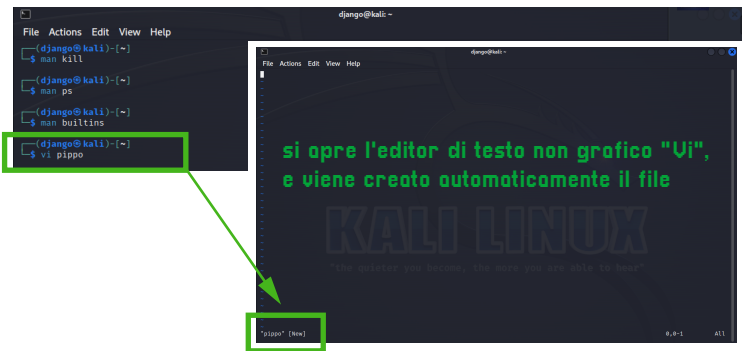 django@kali: ~
File Actions Edit View Help
(django㉿kali)-[~]
$ man kill
(django㉿kali)-[~]
$ man ps
(django㉿kali)-[~]
$ man builtins
(django㉿kali)-[~]
$ vi pippo
django@kali: ~
File Actions Edit View Help
~
~
~
~
si apre l'editor di testo non grafico "Vi",
e viene creato automaticamente il file
KALI LINUX
"the quieter you become, the more you are able to hear"
"pippo" [New] 0,0-1 All